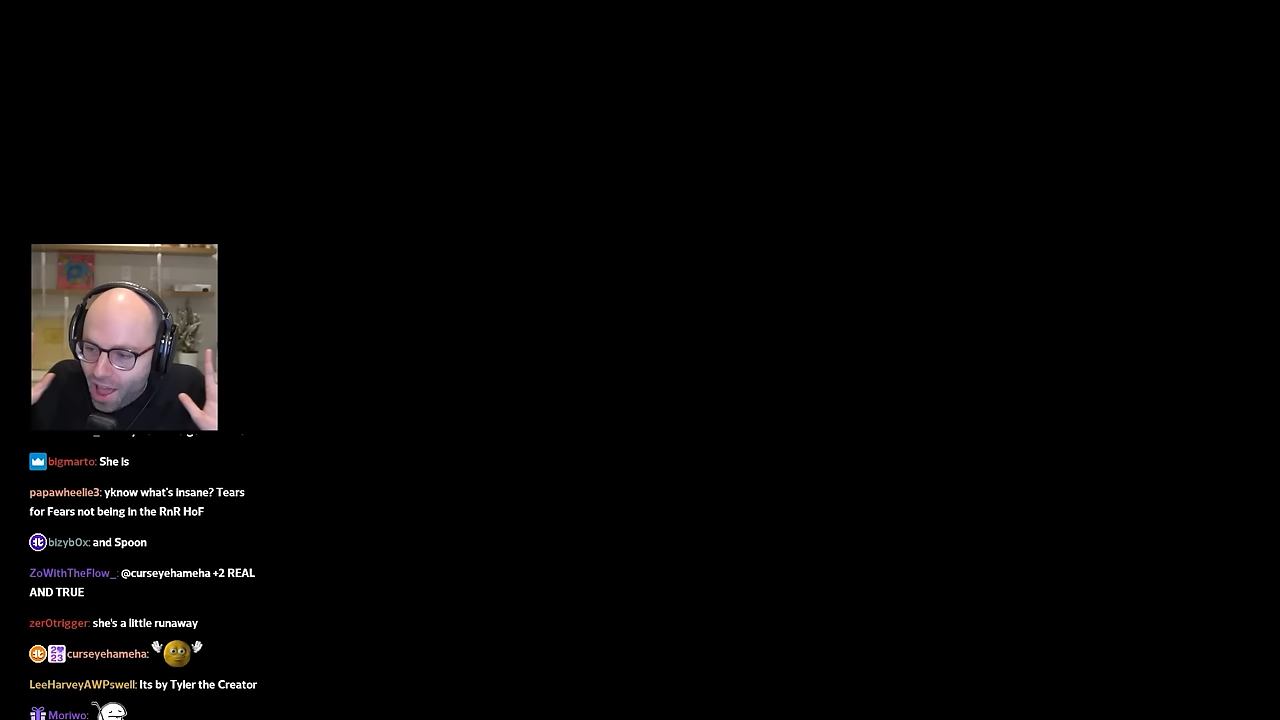 bigmarto: She is
papawheelie3: yknow what's insane? Tears
for Fears not being in the RnR HoF
bizyb0x: and Spoon
ZoWithTheFlow_: @curseyehameha +2 REAL
AND TRUE
zer0trigger: she's a little runaway
curseyehameha:
LeeHarveyAWPswell: Its by Tyler the Creator
Moriwo: